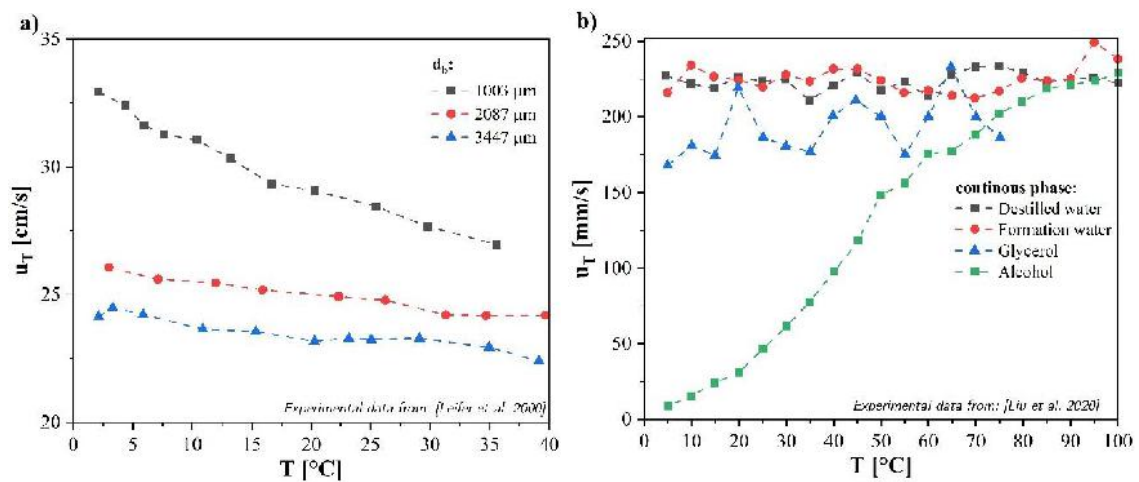 a)
35
30
25
20
u_T [cm/s]
d_b:
1003 μm
2087 μm
3447 μm
Experimental data from: [Leifer et al. 2000]
0 5 10 15 20 25 30 35 40
T [°C]
b)
250
200
150
100
50
0
u_T [mm/s]
continous phase:
Destilled water
Formation water
Glycerol
Alcohol
Experimental data from: [Liu et al. 2020]
0 10 20 30 40 50 60 70 80 90 100
T [°C]